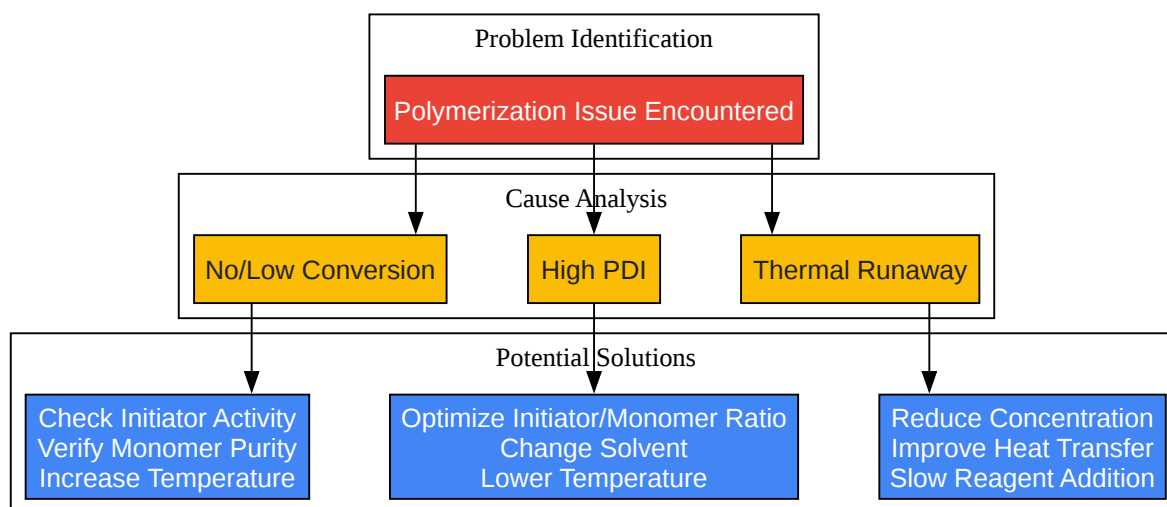 Problem Identification
Polymerization Issue Encountered
Cause Analysis
No/Low Conversion
High PDI
Thermal Runaway
Potential Solutions
Check Initiator Activity
Verify Monomer Purity
Increase Temperature
Optimize Initiator/Monomer Ratio
Change Solvent
Lower Temperature
Reduce Concentration
Improve Heat Transfer
Slow Reagent Addition